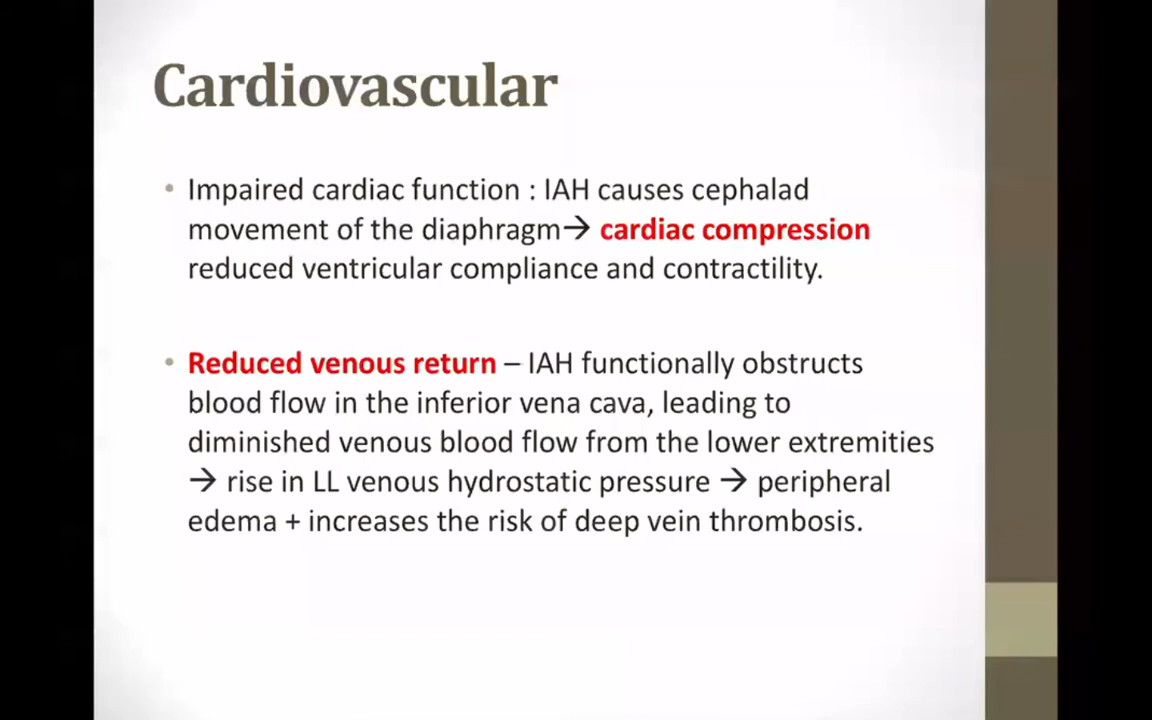 Cardiovascular
• Impaired cardiac function : IAH causes cephalad
movement of the diaphragm→ cardiac compression
reduced ventricular compliance and contractility.
• Reduced venous return – IAH functionally obstructs
blood flow in the inferior vena cava, leading to
diminished venous blood flow from the lower extremities
→ rise in LL venous hydrostatic pressure → peripheral
edema + increases the risk of deep vein thrombosis.